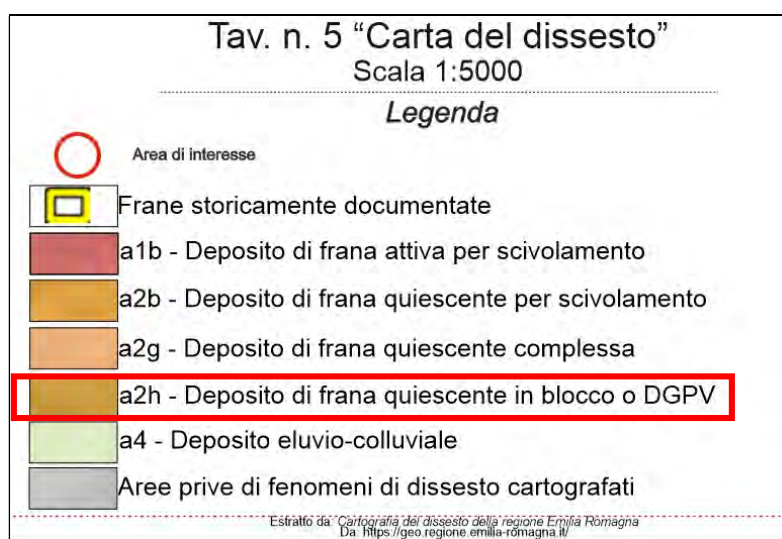 Tav. n. 5 “Carta del dissesto”
Scala 1:5000
Legenda
Area di interesse
Frane storicamente documentate
a1b - Deposito di frana attiva per scivolamento
a2b - Deposito di frana quiescente per scivolamento
a2g - Deposito di frana quiescente complessa
a2h - Deposito di frana quiescente in blocco o DGPV
a4 - Deposito eluvio-colluviale
Aree prive di fenomeni di dissesto cartografati
Estratto da: Cartografia del dissesto della regione Emilia Romagna
Da: https://geo.regione.emilia-romagna.it/